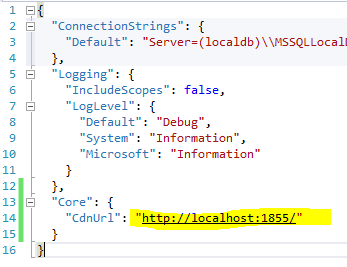 1 {
2 "ConnectionStrings": {
3 "Default": "Server=(localdb)\\MSSQLLocal
4 },
5 "Logging": {
6 "IncludeScopes": false,
7 "LogLevel": {
8 "Default": "Debug",
9 "System": "Information",
10 "Microsoft": "Information"
11 }
12 },
13 "Core": {
14 "CdnUrl": "http://localhost:1855/"
15 }
16 }